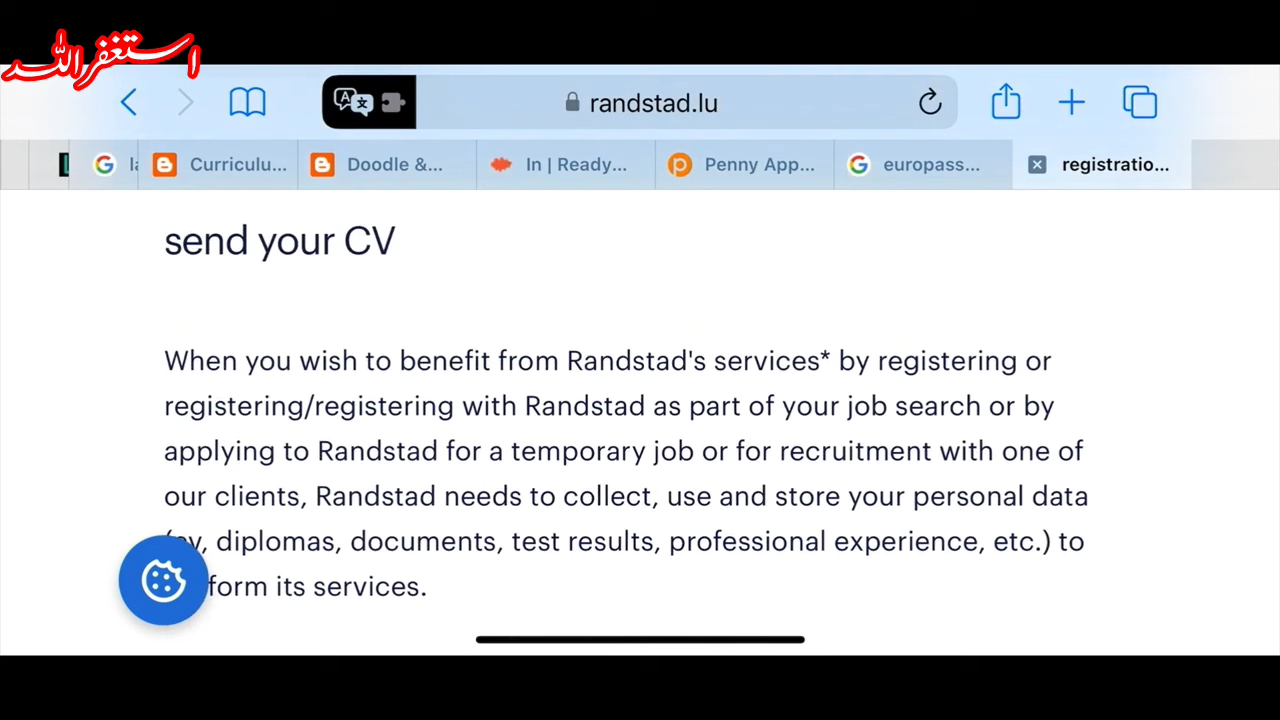 استغفرالله
randstad.lu
la
Curriculu...
Doodle &...
In | Ready...
Penny App...
europass...
registratio...
send your CV
When you wish to benefit from Randstad's services* by registering or
registering/registering with Randstad as part of your job search or by
applying to Randstad for a temporary job or for recruitment with one of
our clients, Randstad needs to collect, use and store your personal data
diplomas, documents, test results, professional experience, etc.) to
form its services.